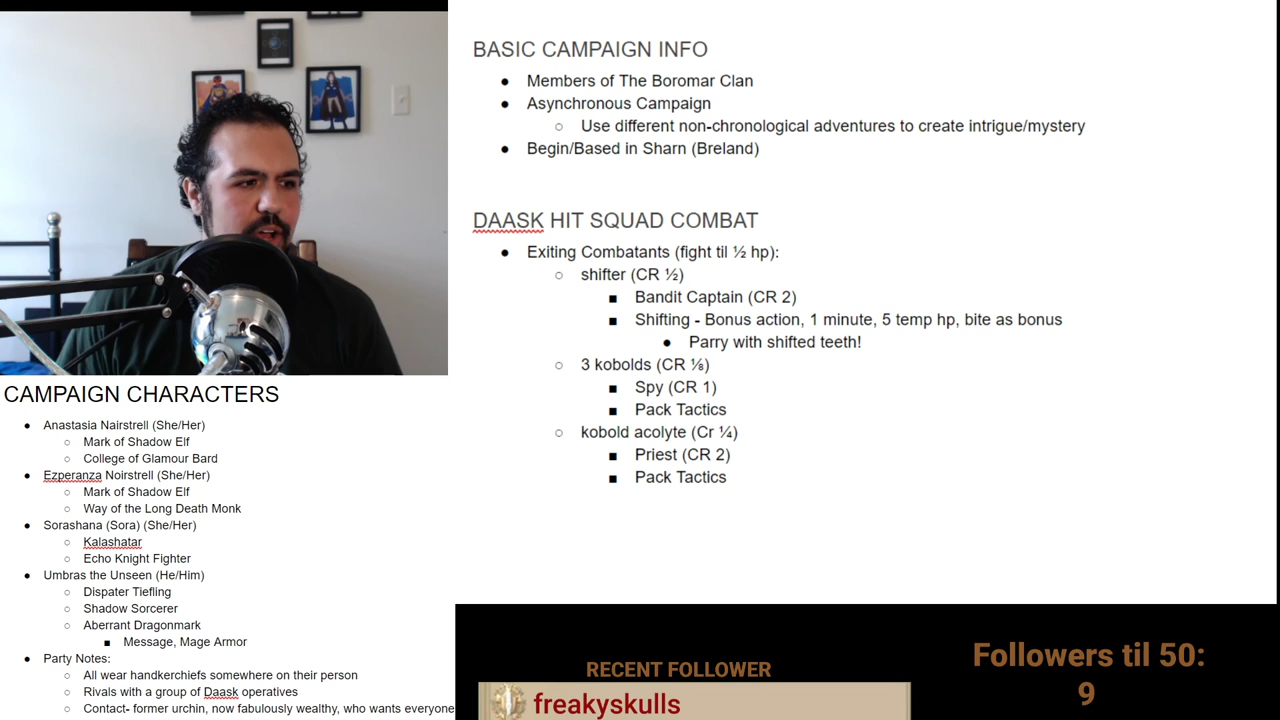 BASIC CAMPAIGN INFO
● Members of The Boromar Clan
● Asynchronous Campaign
○ Use different non-chronological adventures to create intrigue/mystery
● Begin/Based in Sharn (Breland)
DAASK HIT SQUAD COMBAT
● Exiting Combatants (fight til ½ hp):
○ shifter (CR ½)
■ Bandit Captain (CR 2)
■ Shifting - Bonus action, 1 minute, 5 temp hp, bite as bonus
● Parry with shifted teeth!
○ 3 kobolds (CR ⅛)
■ Spy (CR 1)
■ Pack Tactics
○ kobold acolyte (Cr ¼)
■ Priest (CR 2)
■ Pack Tactics
CAMPAIGN CHARACTERS
● Anastasia Nairstrell (She/Her)
○ Mark of Shadow Elf
○ College of Glamour Bard
● Ezperanza Noirstrell (She/Her)
○ Mark of Shadow Elf
○ Way of the Long Death Monk
● Sorashana (Sora) (She/Her)
○ Kalashatar
○ Echo Knight Fighter
● Umbras the Unseen (He/Him)
○ Dispater Tiefling
○ Shadow Sorcerer
○ Aberrant Dragonmark
■ Message, Mage Armor
● Party Notes:
○ All wear handkerchiefs somewhere on their person
○ Rivals with a group of Daask operatives
○ Contact- former urchin, now fabulously wealthy, who wants everyone
RECENT FOLLOWER
freakyskulls
Followers til 50:
9